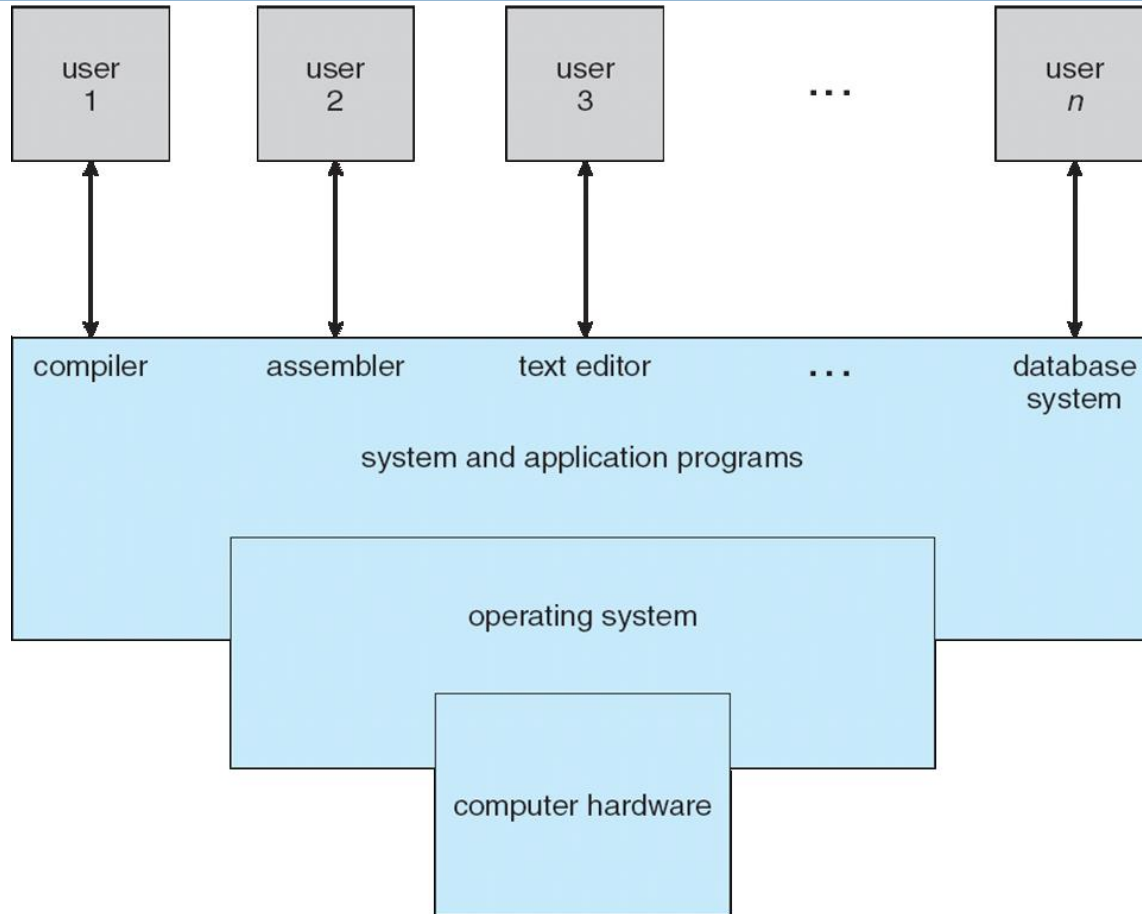 user
1
user
2
user
3
...
user
n
compiler
assembler
text editor
...
database
system
system and application programs
operating system
computer hardware